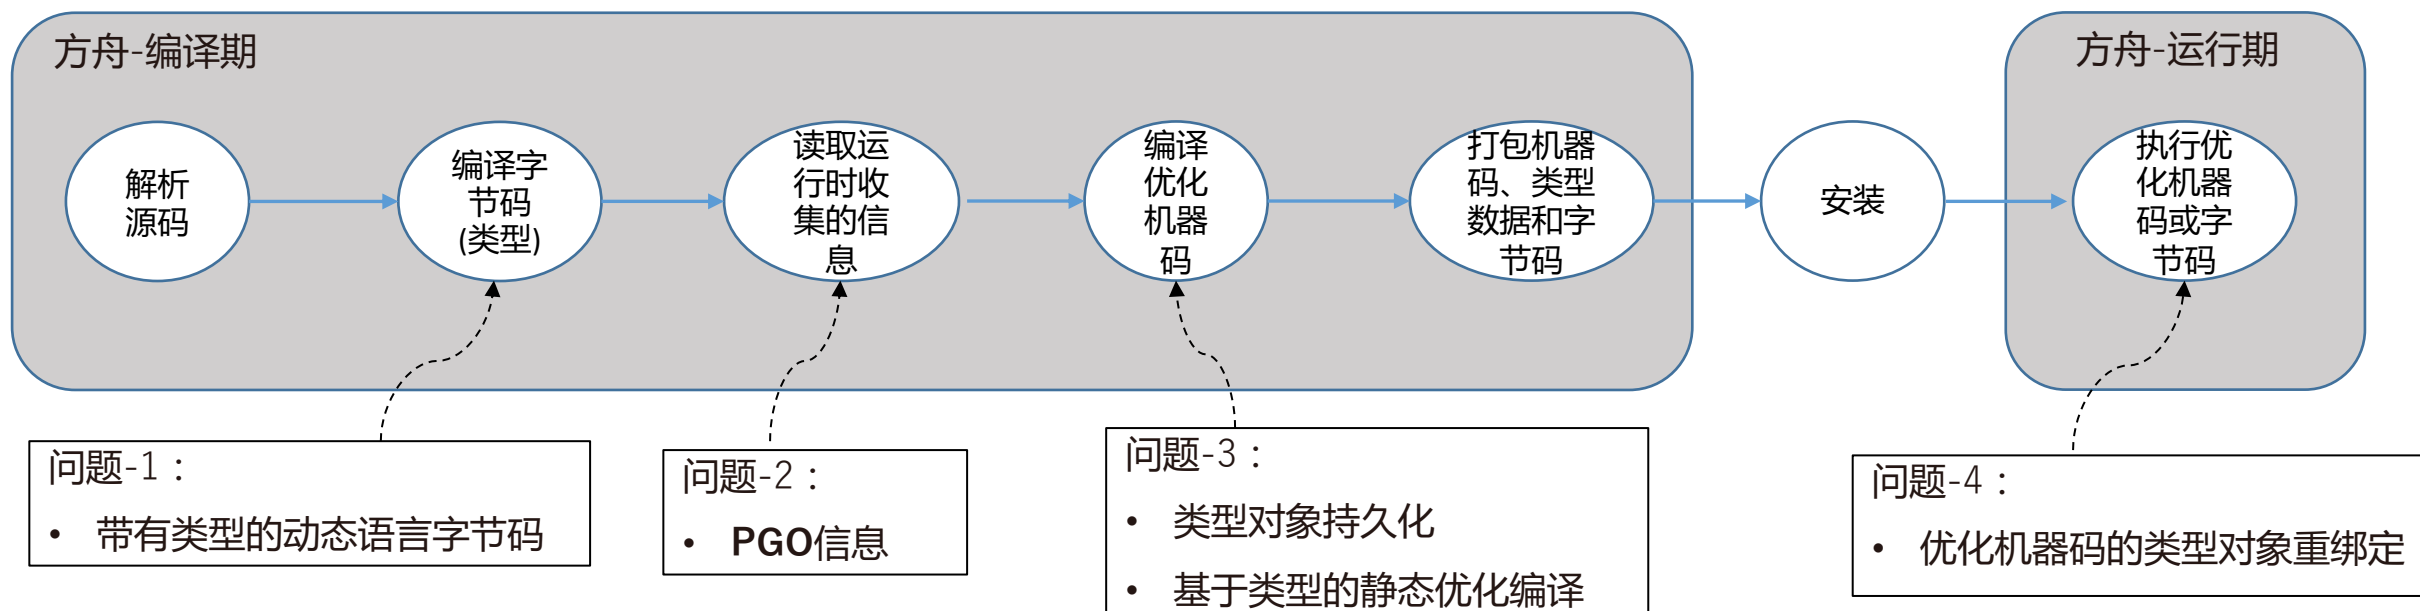 方舟-编译期
方舟-运行期
解析
源码
编译字
节码
(类型)
读取运
行时收
集的信
息
编译
优化
机器
码
打包机器
码、类型
数据和字
节码
安装
执行优
化机器
码或字
节码
问题-1：
• 带有类型的动态语言字节码
问题-2：
• PGO信息
问题-3：
• 类型对象持久化
• 基于类型的静态优化编译
问题-4：
• 优化机器码的类型对象重绑定